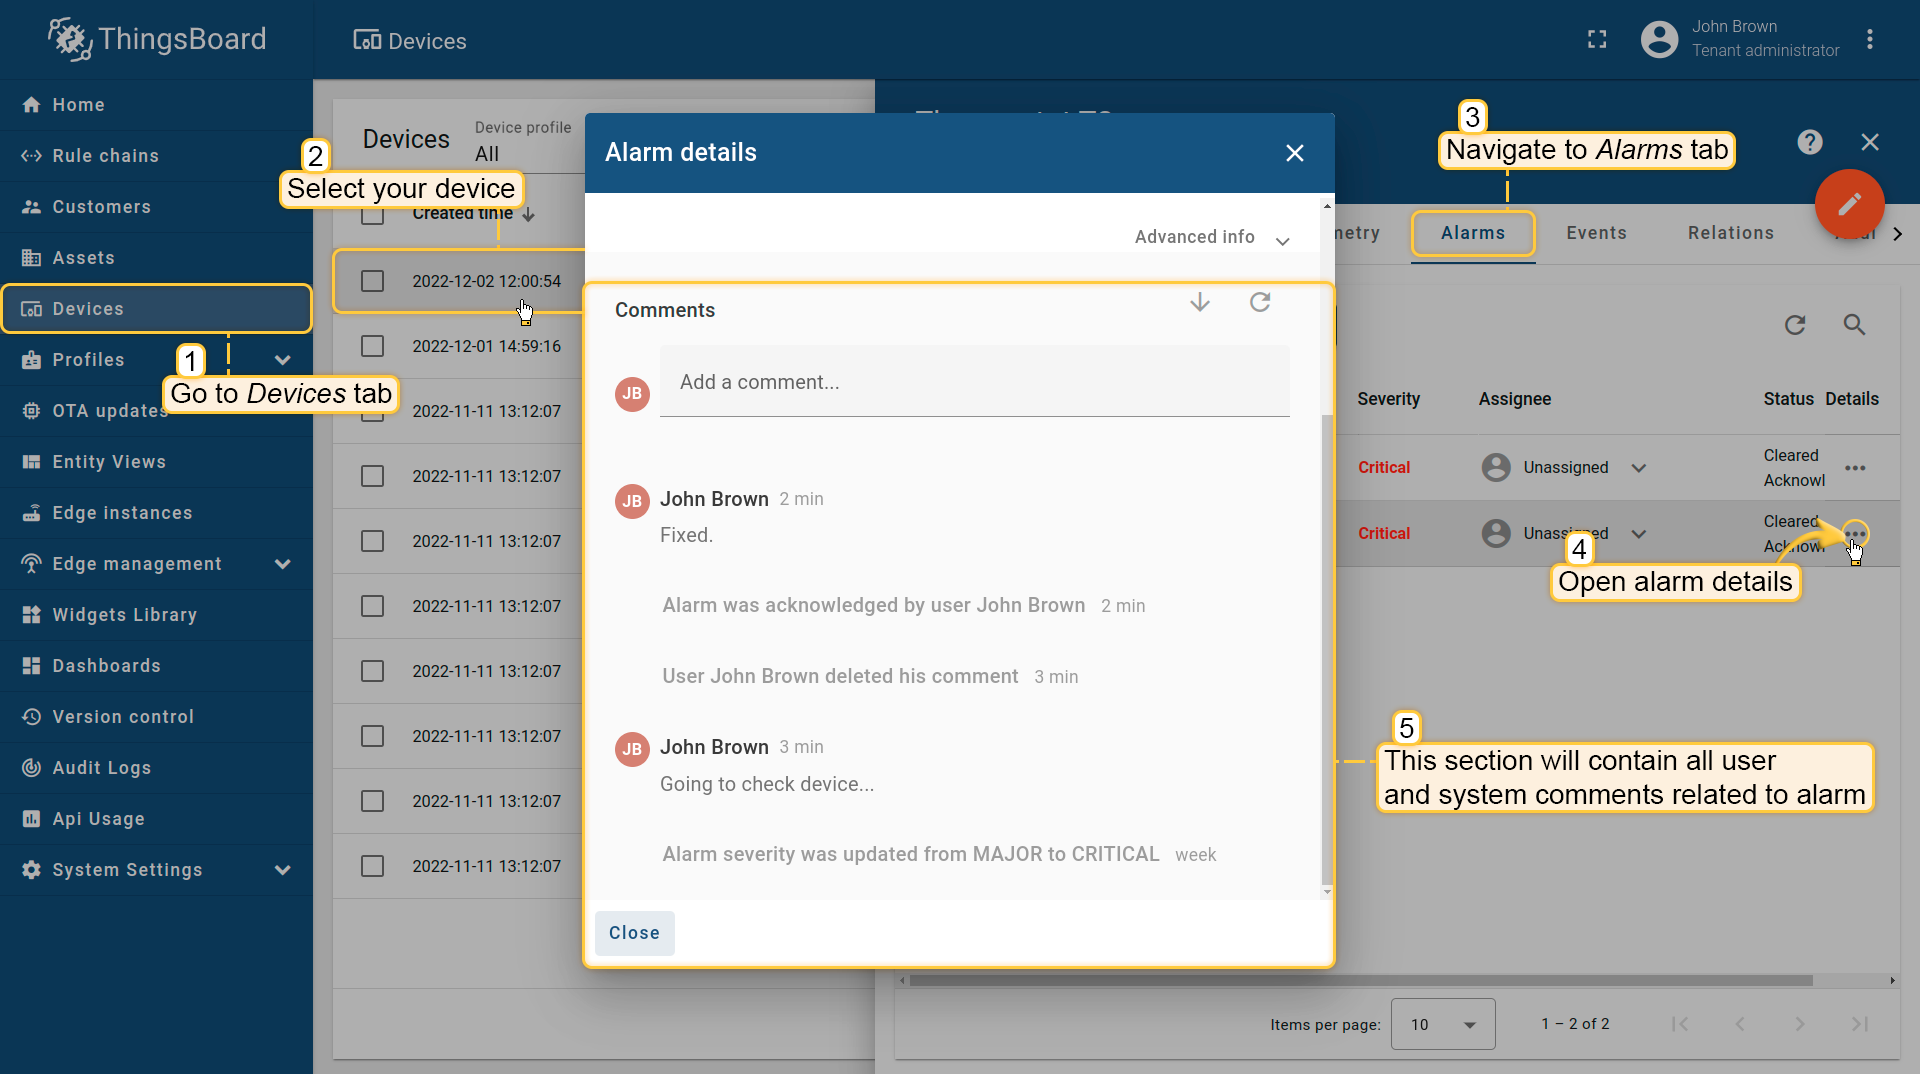 ThingsBoard
Devices
John Brown
Tenant administrator
Home
Rule chains
Customers
Assets
Devices
Profiles
OTA updates
Entity Views
Edge instances
Edge management
Widgets Library
Dashboards
Version control
Audit Logs
Api Usage
System Settings
1
Go to Devices tab
2
Select your device
Devices
Device profile
All
Created time
2022-12-02 12:00:54
2022-12-01 14:59:16
2022-11-11 13:12:07
2022-11-11 13:12:07
2022-11-11 13:12:07
2022-11-11 13:12:07
2022-11-11 13:12:07
2022-11-11 13:12:07
2022-11-11 13:12:07
2022-11-11 13:12:07
Alarm details
Advanced info
Comments
JB
Add a comment...
JB
John Brown 2 min
Fixed.
Alarm was acknowledged by user John Brown 2 min
User John Brown deleted his comment 3 min
JB
John Brown 3 min
Going to check device...
Alarm severity was updated from MAJOR to CRITICAL week
Close
3
Navigate to Alarms tab
metry Alarms Events Relations
Severity Assignee Status Details
Critical Unassigned Cleared
Acknowl
Critical Unassigned Cleared
Acknowl
4
Open alarm details
5
This section will contain all user
and system comments related to alarm
Items per page: 10 1 – 2 of 2